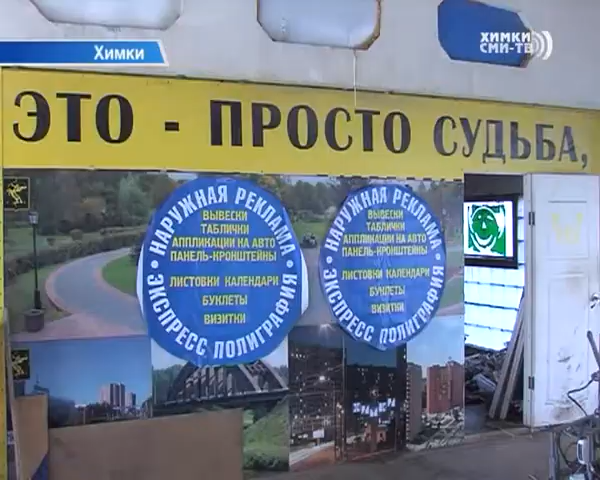 ХИМКИ
СМИ-ТВ
Химки
ЭТО - ПРОСТО СУДЬБА,
НАРУЖНАЯ РЕКЛАМА
ВЫВЕСКИ
ТАБЛИЧКИ
АППЛИКАЦИИ НА АВТО
ПАНЕЛЬ-КРОНШТЕЙНЫ
ЛИСТОВКИ КАЛЕНДАРИ
БУКЛЕТЫ
ВИЗИТКИ
ЭКСПРЕСС ПОЛИГРАФИЯ
НАРУЖНАЯ РЕКЛАМА
ВЫВЕСКИ
ТАБЛИЧКИ
АППЛИКАЦИИ НА АВТО
ПАНЕЛЬ-КРОНШТЕЙНЫ
ЛИСТОВКИ КАЛЕНДАРИ
БУКЛЕТЫ
ВИЗИТКИ
ЭКСПРЕСС ПОЛИГРАФИЯ